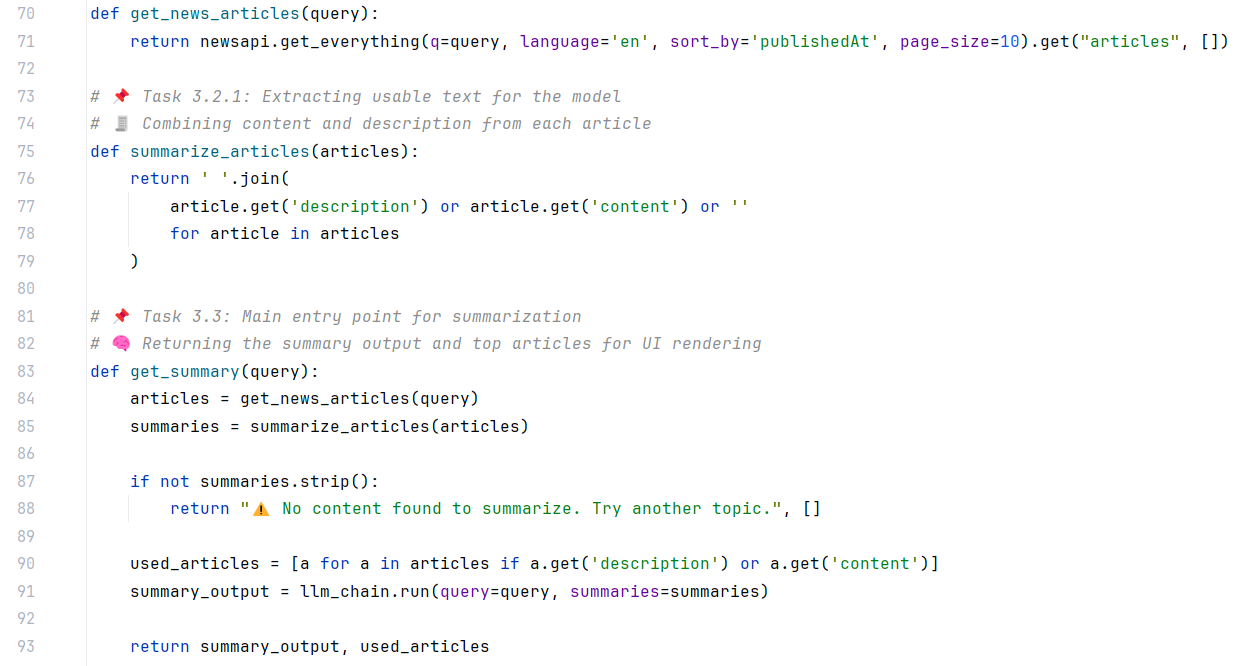 70 def get_news_articles(query):
71     return newsapi.get_everything(q=query, language='en', sort_by='publishedAt', page_size=10).get("articles", [])
72
73 # 📌 Task 3.2.1: Extracting usable text for the model
74 # 🧾 Combining content and description from each article
75 def summarize_articles(articles):
76     return ' '.join(
77         article.get('description') or article.get('content') or ''
78         for article in articles
79     )
80
81 # 📌 Task 3.3: Main entry point for summarization
82 # 🧠 Returning the summary output and top articles for UI rendering
83 def get_summary(query):
84     articles = get_news_articles(query)
85     summaries = summarize_articles(articles)
86
87     if not summaries.strip():
88         return "⚠️ No content found to summarize. Try another topic.", []
89
90     used_articles = [a for a in articles if a.get('description') or a.get('content')]
91     summary_output = llm_chain.run(query=query, summaries=summaries)
92
93     return summary_output, used_articles